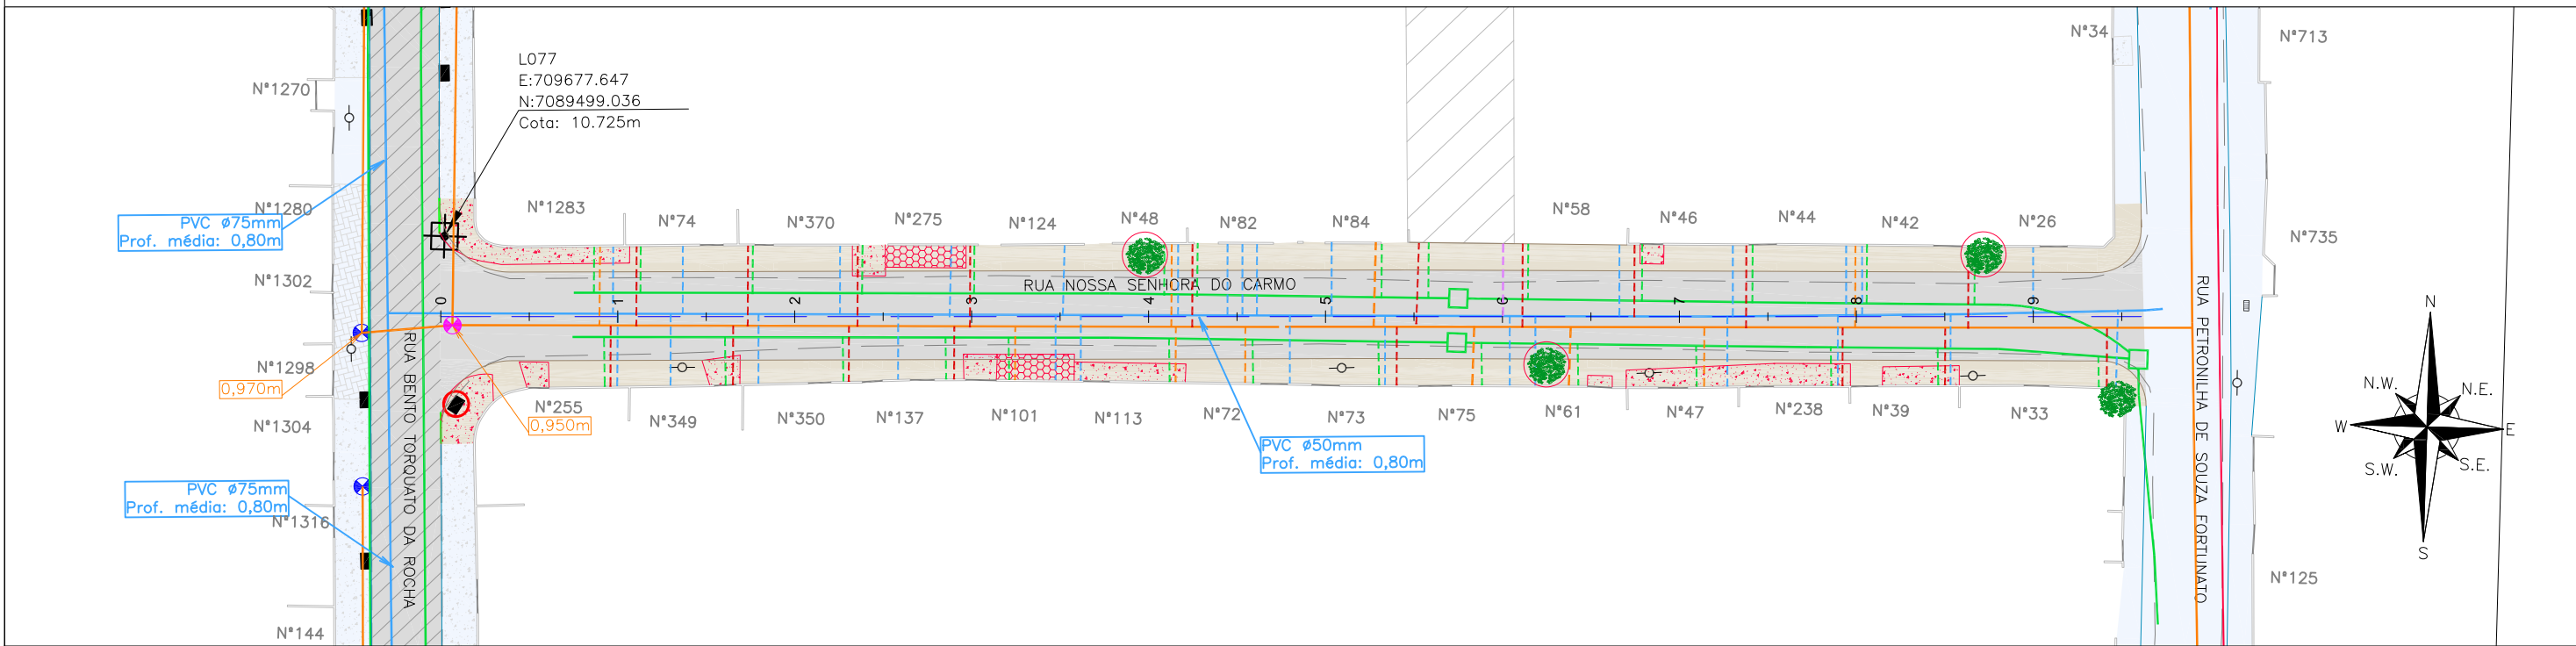 L077
E:709677.647
N:7089499.036
Cota: 10.725m
N°34
N°713
N°1270
N°1280
PVC ø75mm
Prof. média: 0,80m
N°1302
N°1298
0,970m
N°1304
PVC ø75mm
Prof. média: 0,80m
N°1316
N°144
RUA BENTO TORQUATO DA ROCHA
N°1283
N°74
N°370
N°275
N°124
N°48
N°82
N°84
N°58
N°46
N°44
N°42
N°26
RUA NOSSA SENHORA DO CARMO
0
1
2
3
4
5
6
7
8
9
N°255
0,950m
N°349
N°350
N°137
N°101
N°113
N°72
N°73
N°75
N°61
N°47
N°238
N°39
N°33
PVC ø50mm
Prof. média: 0,80m
RUA PETRONILHA DE SOUZA FORTUNATO
N°735
N°125
N
N.W.
N.E.
W
E
S.W.
S.E.
S